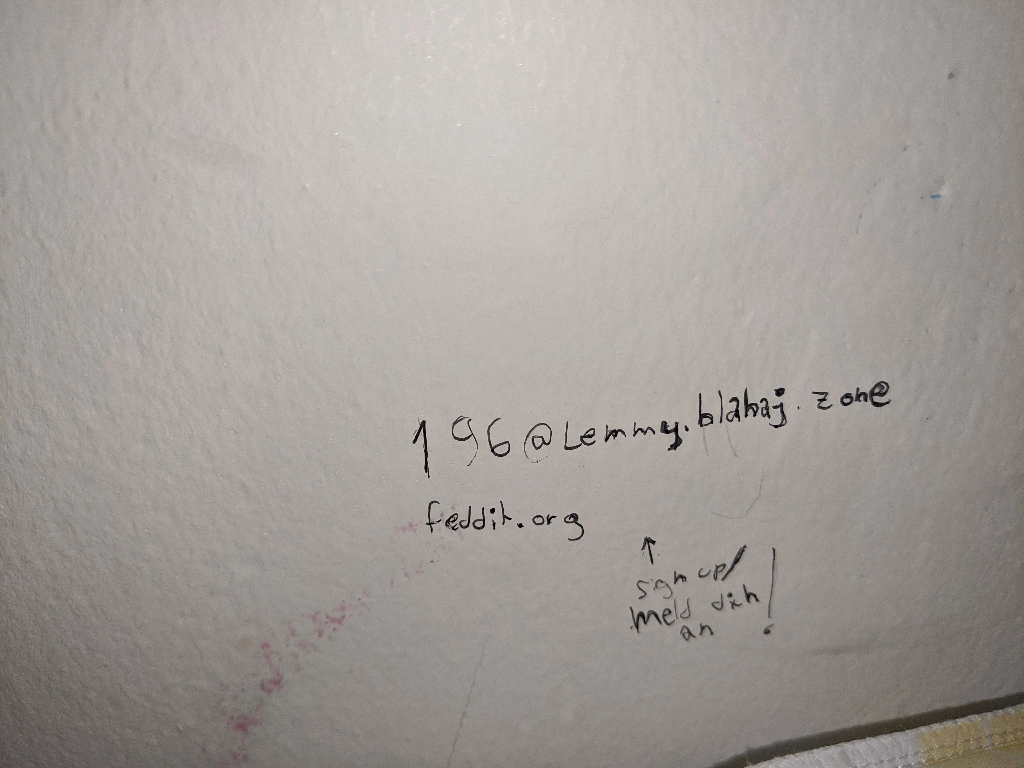 196@Lemmy.blahaj.zone
feddit.org
↑
sign up/
meld dich
an !